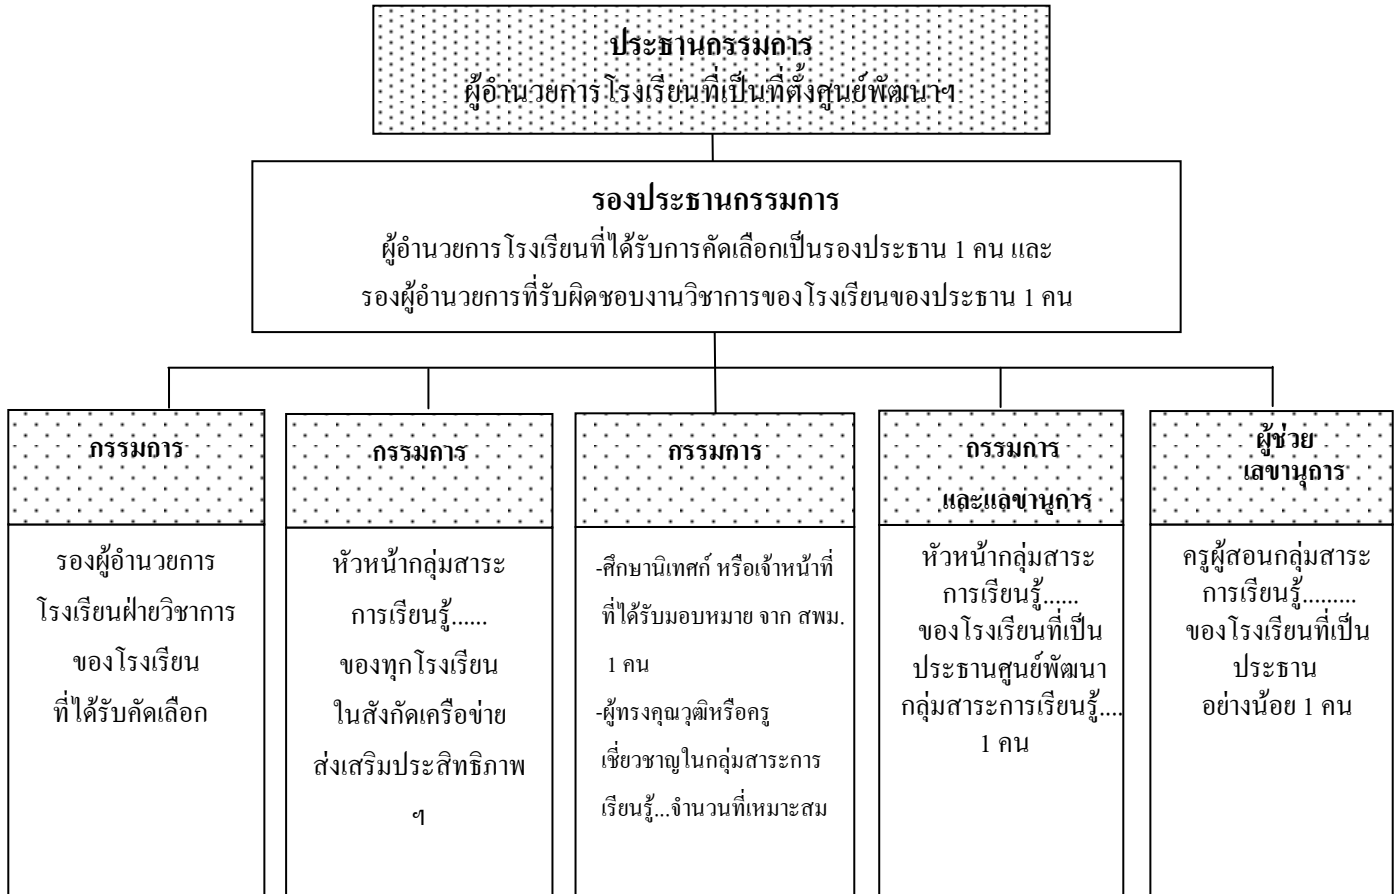 ประธานกรรมการ
ผู้อำนวยการโรงเรียนที่เป็นที่ตั้งศูนย์พัฒนาฯ
รองประธานกรรมการ
ผู้อำนวยการโรงเรียนที่ได้รับการคัดเลือกเป็นรองประธาน 1 คน และ
รองผู้อำนวยการที่รับผิดชอบงานวิชาการของโรงเรียนของประธาน 1 คน
กรรมการ
รองผู้อำนวยการ
โรงเรียนฝ่ายวิชาการ
ของโรงเรียน
ที่ได้รับคัดเลือก
กรรมการ
หัวหน้ากลุ่มสาระ
การเรียนรู้......
ของทุกโรงเรียน
ในสังกัดเครือข่าย
ส่งเสริมประสิทธิภาพ
ฯ
กรรมการ
-ศึกษานิเทศก์ หรือเจ้าหน้าที่
ที่ได้รับมอบหมาย จาก สพม.
1 คน
-ผู้ทรงคุณวุฒิหรือครู
เชี่ยวชาญในกลุ่มสาระการ
เรียนรู้...จำนวนที่เหมาะสม
กรรมการ
และแลขานุการ
หัวหน้ากลุ่มสาระ
การเรียนรู้......
ของโรงเรียนที่เป็น
ประธานศูนย์พัฒนา
กลุ่มสาระการเรียนรู้....
1 คน
ผู้ช่วย
เลขานุการ
ครูผู้สอนกลุ่มสาระ
การเรียนรู้.........
ของโรงเรียนที่เป็น
ประธาน
อย่างน้อย 1 คน